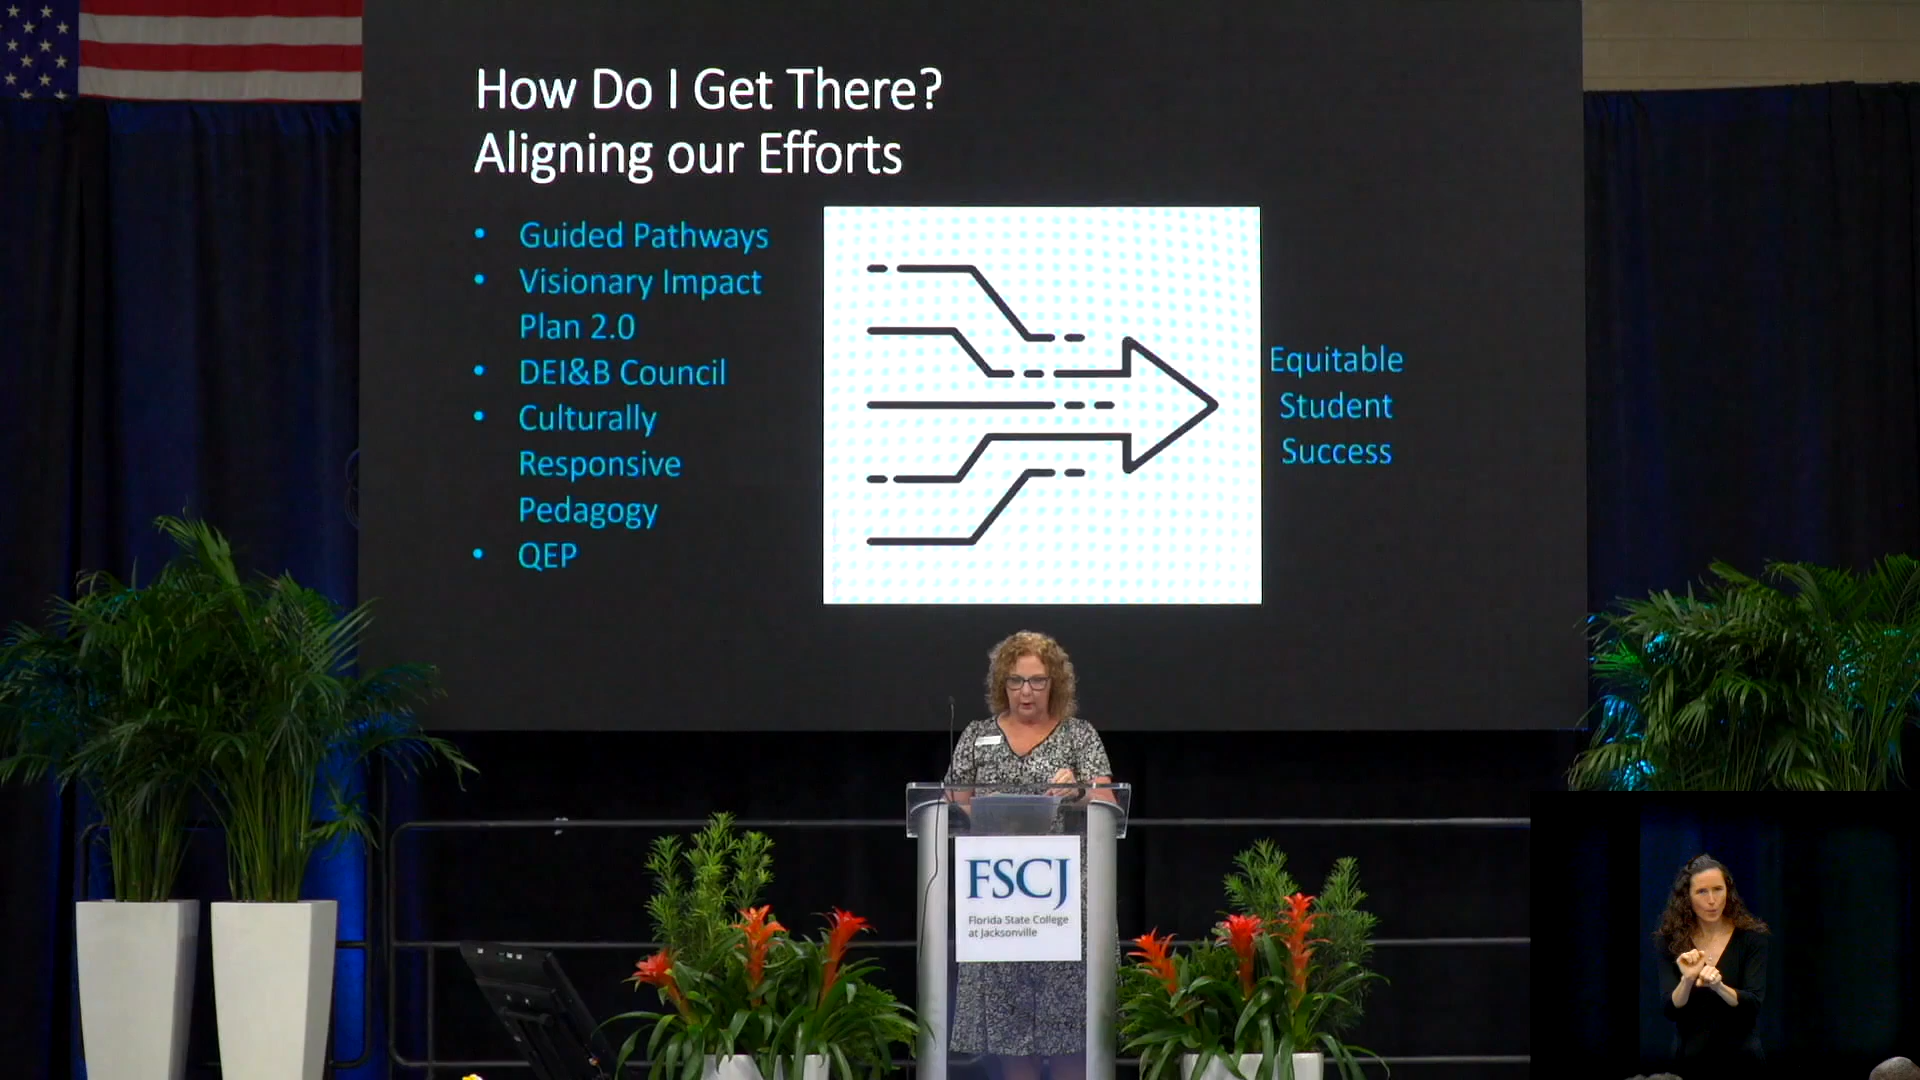 How Do I Get There?
Aligning our Efforts
• Guided Pathways
• Visionary Impact
Plan 2.0
• DEI&B Council
• Culturally
Responsive
Pedagogy
• QEP
Equitable
Student
Success
FSCJ
Florida State College
at Jacksonville